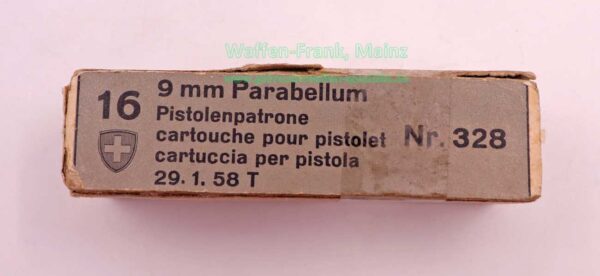 Waffen-Frank, Mainz
16
9 mm Parabellum
Pistolenpatrone
cartouche pour pistolet
cartuccia per pistola
29. 1. 58 T
Nr. 328